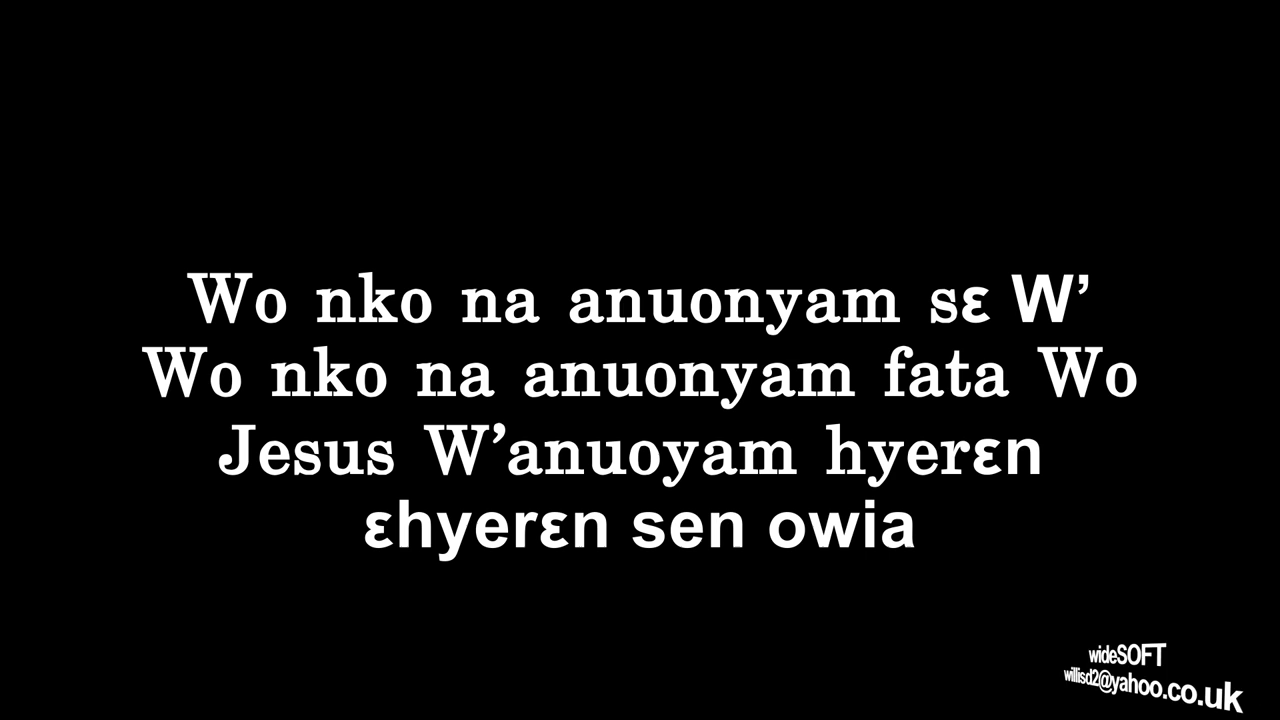 Wo nko na anuonyam sɛ W’
Wo nko na anuonyam fata Wo
Jesus W’anuoyam hyerɛn
ɛhyerɛn sen owia
wideSOFT
willisd2@yahoo.co.uk